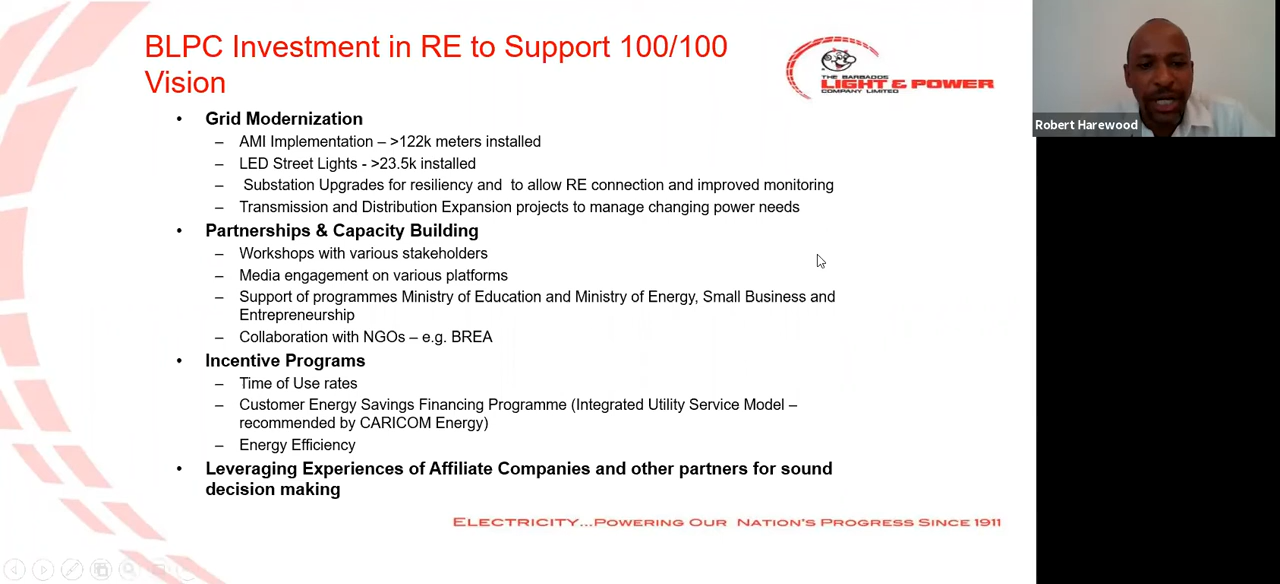 BLPC Investment in RE to Support 100/100
Vision
THE BARBADOS
LIGHT & POWER
COMPANY LIMITED
Robert Harewood
• Grid Modernization
– AMI Implementation – >122k meters installed
– LED Street Lights - >23.5k installed
– Substation Upgrades for resiliency and to allow RE connection and improved monitoring
– Transmission and Distribution Expansion projects to manage changing power needs
• Partnerships & Capacity Building
– Workshops with various stakeholders
– Media engagement on various platforms
– Support of programmes Ministry of Education and Ministry of Energy, Small Business and
Entrepreneurship
– Collaboration with NGOs – e.g. BREA
• Incentive Programs
– Time of Use rates
– Customer Energy Savings Financing Programme (Integrated Utility Service Model –
recommended by CARICOM Energy)
– Energy Efficiency
• Leveraging Experiences of Affiliate Companies and other partners for sound
decision making
ELECTRICITY...POWERING OUR NATION'S PROGRESS SINCE 1911